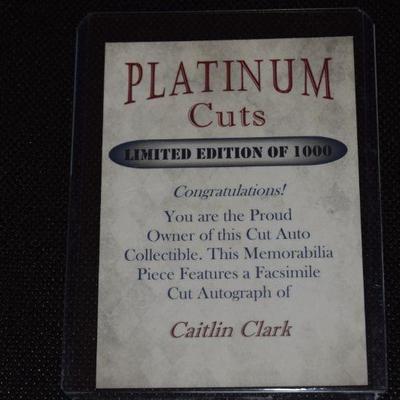 PLATINUM
Cuts
LIMITED EDITION OF 1000
Congratulations!
You are the Proud
Owner of this Cut Auto
Collectible. This Memorabilia
Piece Features a Facsimile
Cut Autograph of
Caitlin Clark